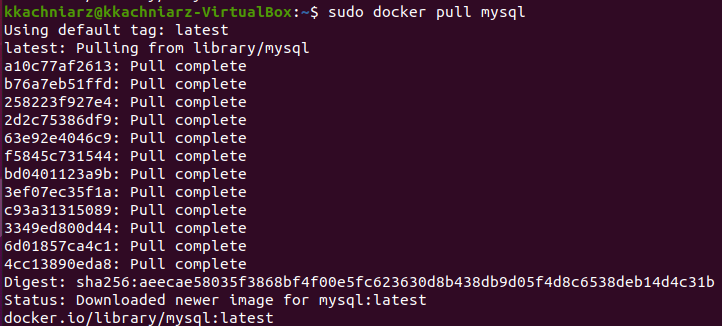 kkachniarz@kkachniarz-VirtualBox:~$ sudo docker pull mysql
Using default tag: latest
latest: Pulling from library/mysql
a10c77af2613: Pull complete
b76a7eb51ffd: Pull complete
258223f927e4: Pull complete
2d2c75386df9: Pull complete
63e92e4046c9: Pull complete
f5845c731544: Pull complete
bd0401123a9b: Pull complete
3ef07ec35f1a: Pull complete
c93a31315089: Pull complete
3349ed800d44: Pull complete
6d01857ca4c1: Pull complete
4cc13890eda8: Pull complete
Digest: sha256:aeecae58035f3868bf4f00e5fc623630d8b438db9d05f4d8c6538deb14d4c31b
Status: Downloaded newer image for mysql:latest
docker.io/library/mysql:latest